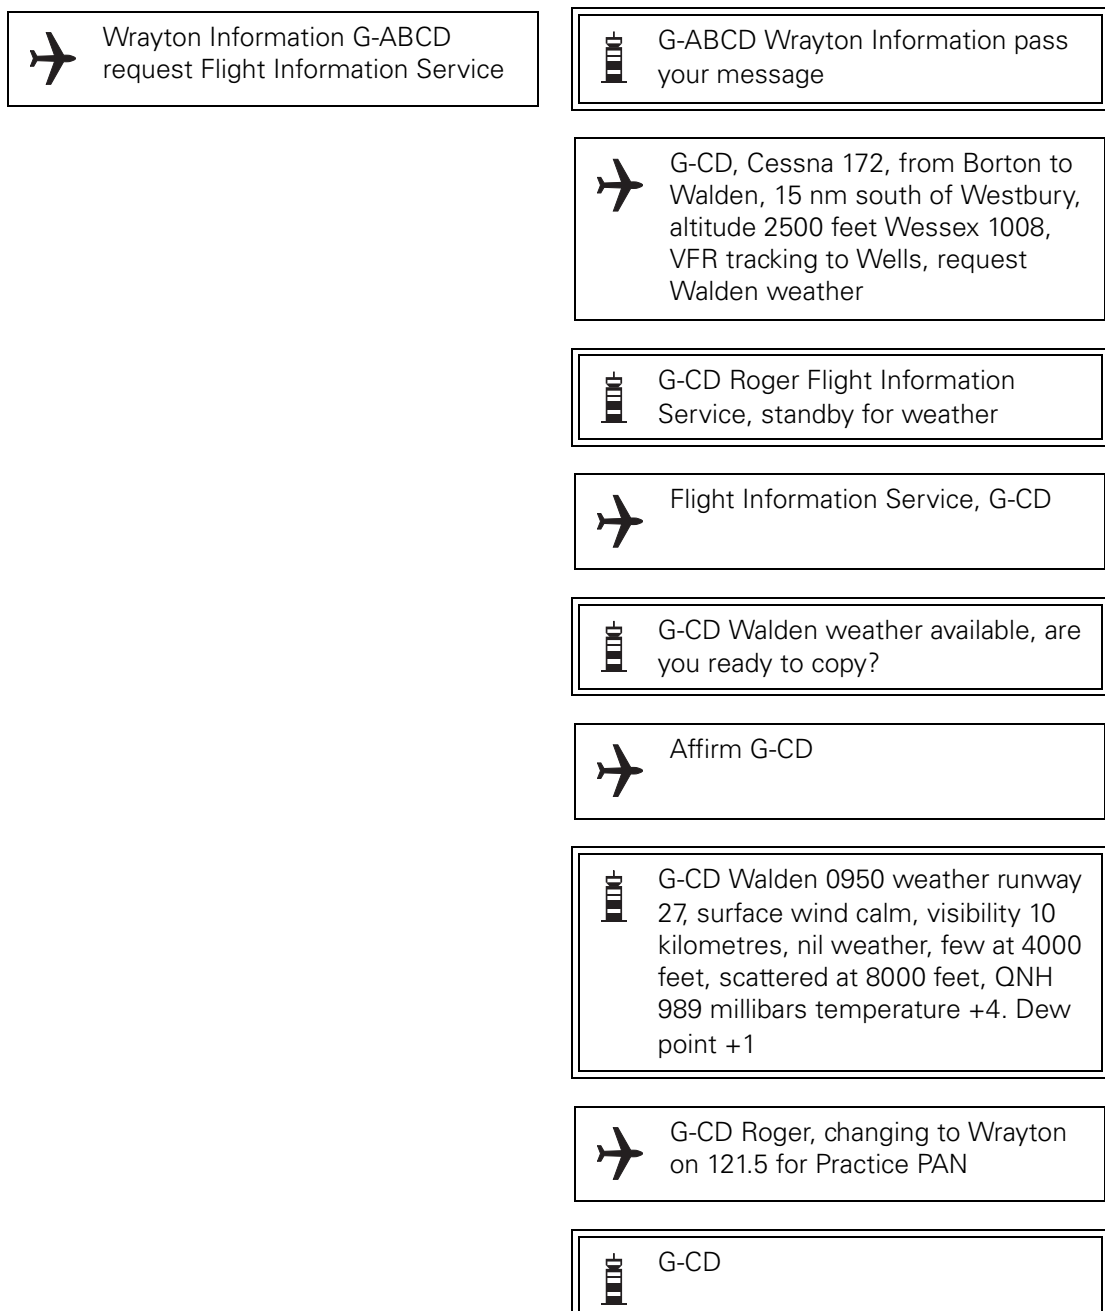 Wrayton Information G-ABCD
request Flight Information Service
G-ABCD Wrayton Information pass
your message
G-CD, Cessna 172, from Borton to
Walden, 15 nm south of Westbury,
altitude 2500 feet Wessex 1008,
VFR tracking to Wells, request
Walden weather
G-CD Roger Flight Information
Service, standby for weather
Flight Information Service, G-CD
G-CD Walden weather available, are
you ready to copy?
Affirm G-CD
G-CD Walden 0950 weather runway
27, surface wind calm, visibility 10
kilometres, nil weather, few at 4000
feet, scattered at 8000 feet, QNH
989 millibars temperature +4. Dew
point +1
G-CD Roger, changing to Wrayton
on 121.5 for Practice PAN
G-CD